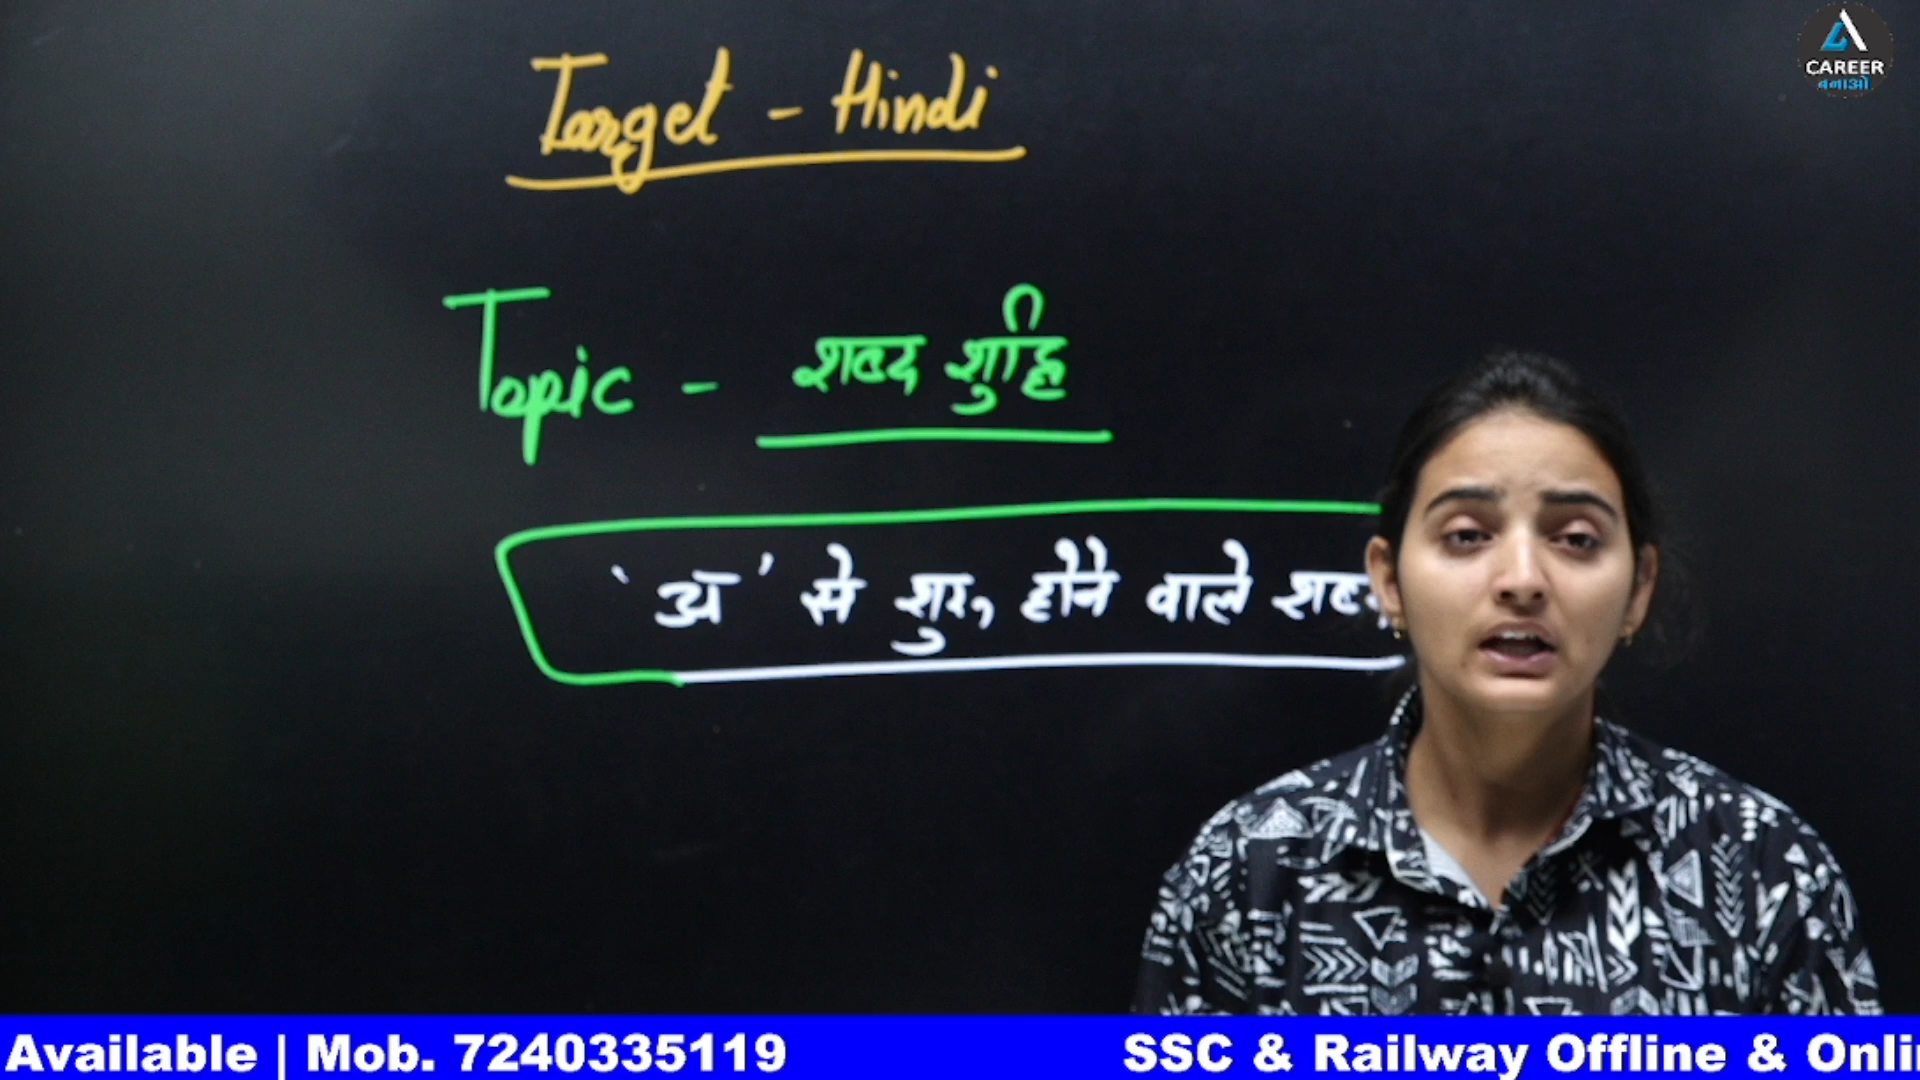 CAREER
बनाओ
Target - Hindi
Topic - शब्द शुद्धि
'अ' से शुरू होने वाले शब्द
Available | Mob. 7240335119
SSC & Railway Offline & Onli